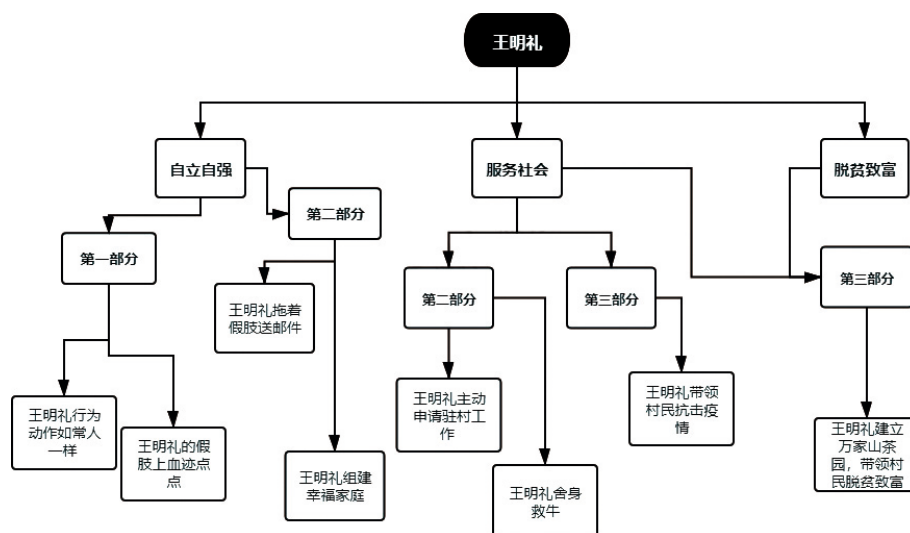 王明礼
自立自强
服务社会
脱贫致富
第二部分
第一部分
第二部分
第三部分
第三部分
王明礼拖着
假肢送邮件
王明礼行为
动作如常人
一样
王明礼的假
肢上血迹点
点
王明礼组建
幸福家庭
王明礼主动
申请驻村工
作
王明礼舍身
救牛
王明礼带领
村民抗击疫
情
王明礼建立
万家山茶
园，带领村
民脱贫致富